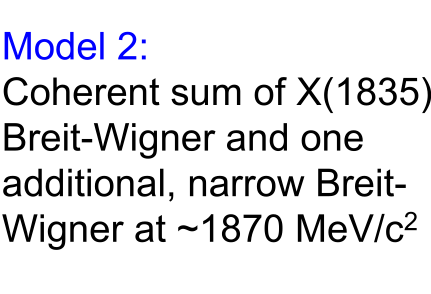 Model 2:
Coherent sum of X(1835)
Breit-Wigner and one
additional, narrow Breit-
Wigner at ~1870 MeV/c²